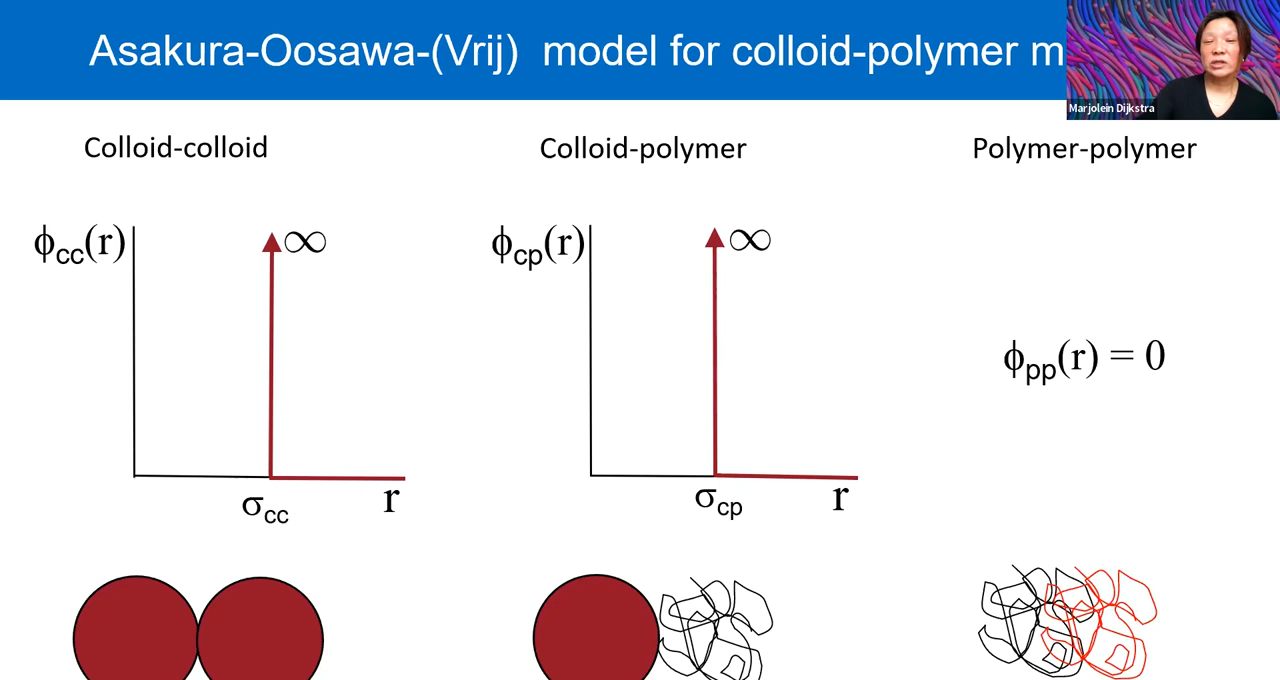 Asakura-Oosawa-(Vrij) model for colloid-polymer m
Marjolein Dijkstra
Colloid-colloid
Colloid-polymer
Polymer-polymer
ϕcc(r)
∞
σcc
r
ϕcp(r)
∞
σcp
r
ϕpp(r) = 0